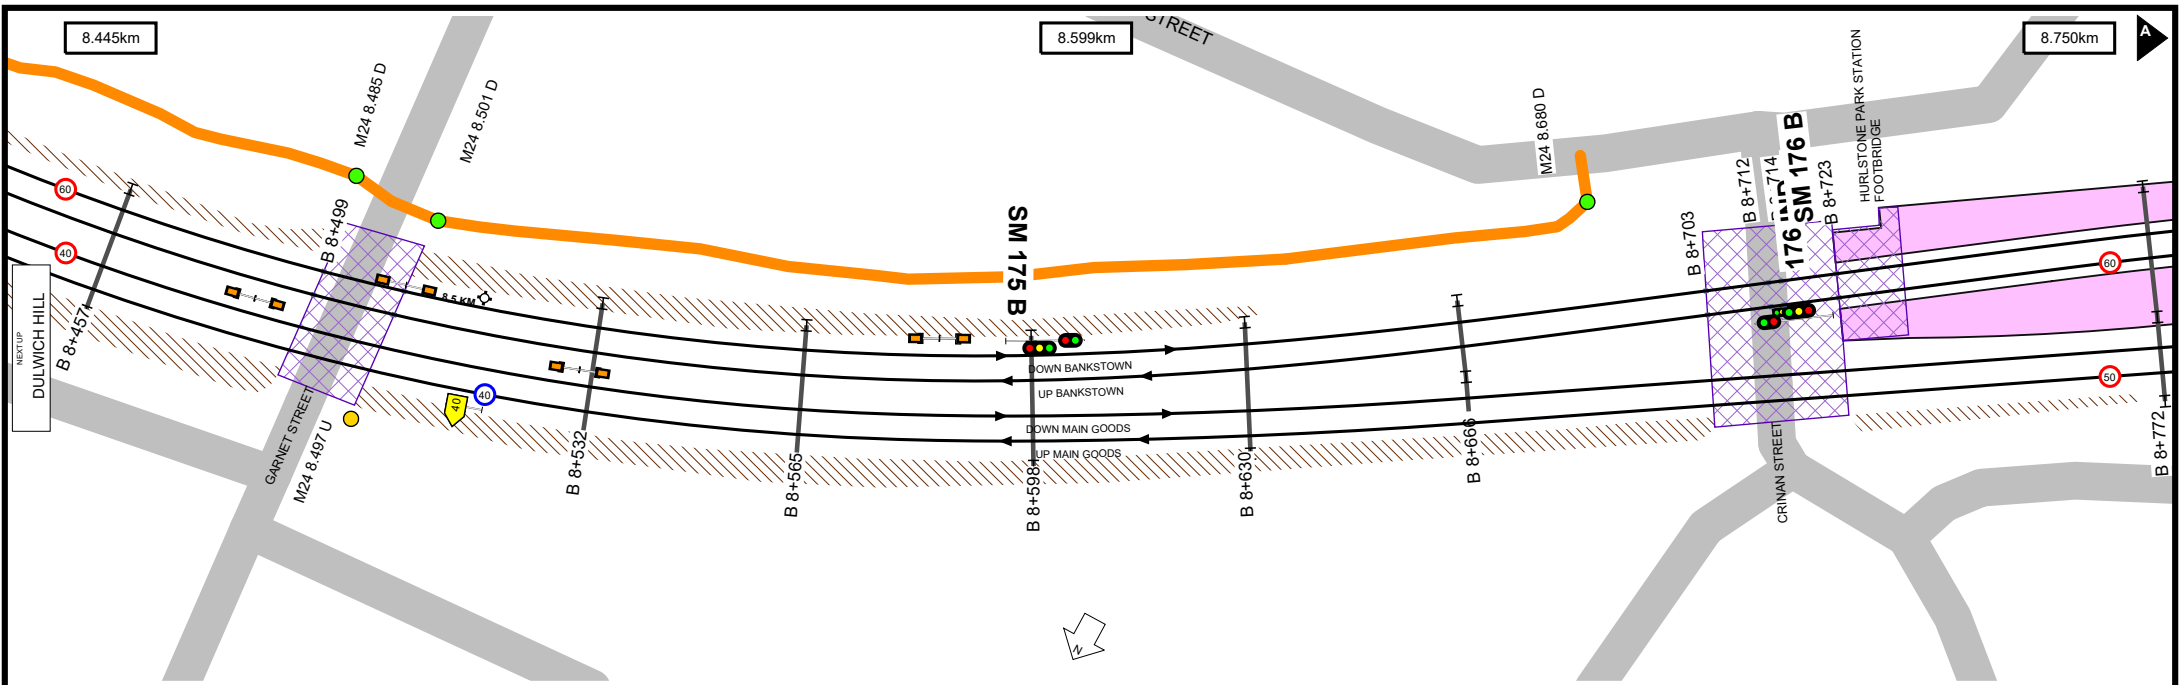 8.445km
8.599km
8.750km
A
STREET
M24 8.485 D
M24 8.501 D
M24 8.680 D
HURLSTONE PARK STATION
FOOTBRIDGE
60
40
B 8+499
B 8+457
NEXT UP
DULWICH HILL
8.5 KM
40
40
GARNET STREET
M24 8.497 U
B 8+532
B 8+565
SM 175 B
B 8+598
DOWN BANKSTOWN
UP BANKSTOWN
DOWN MAIN GOODS
UP MAIN GOODS
B 8+630
B 8+666
B 8+703
B 8+712
714
176
SM 176 B
B 8+723
CRINAN STREET
60
50
B 8+772
N